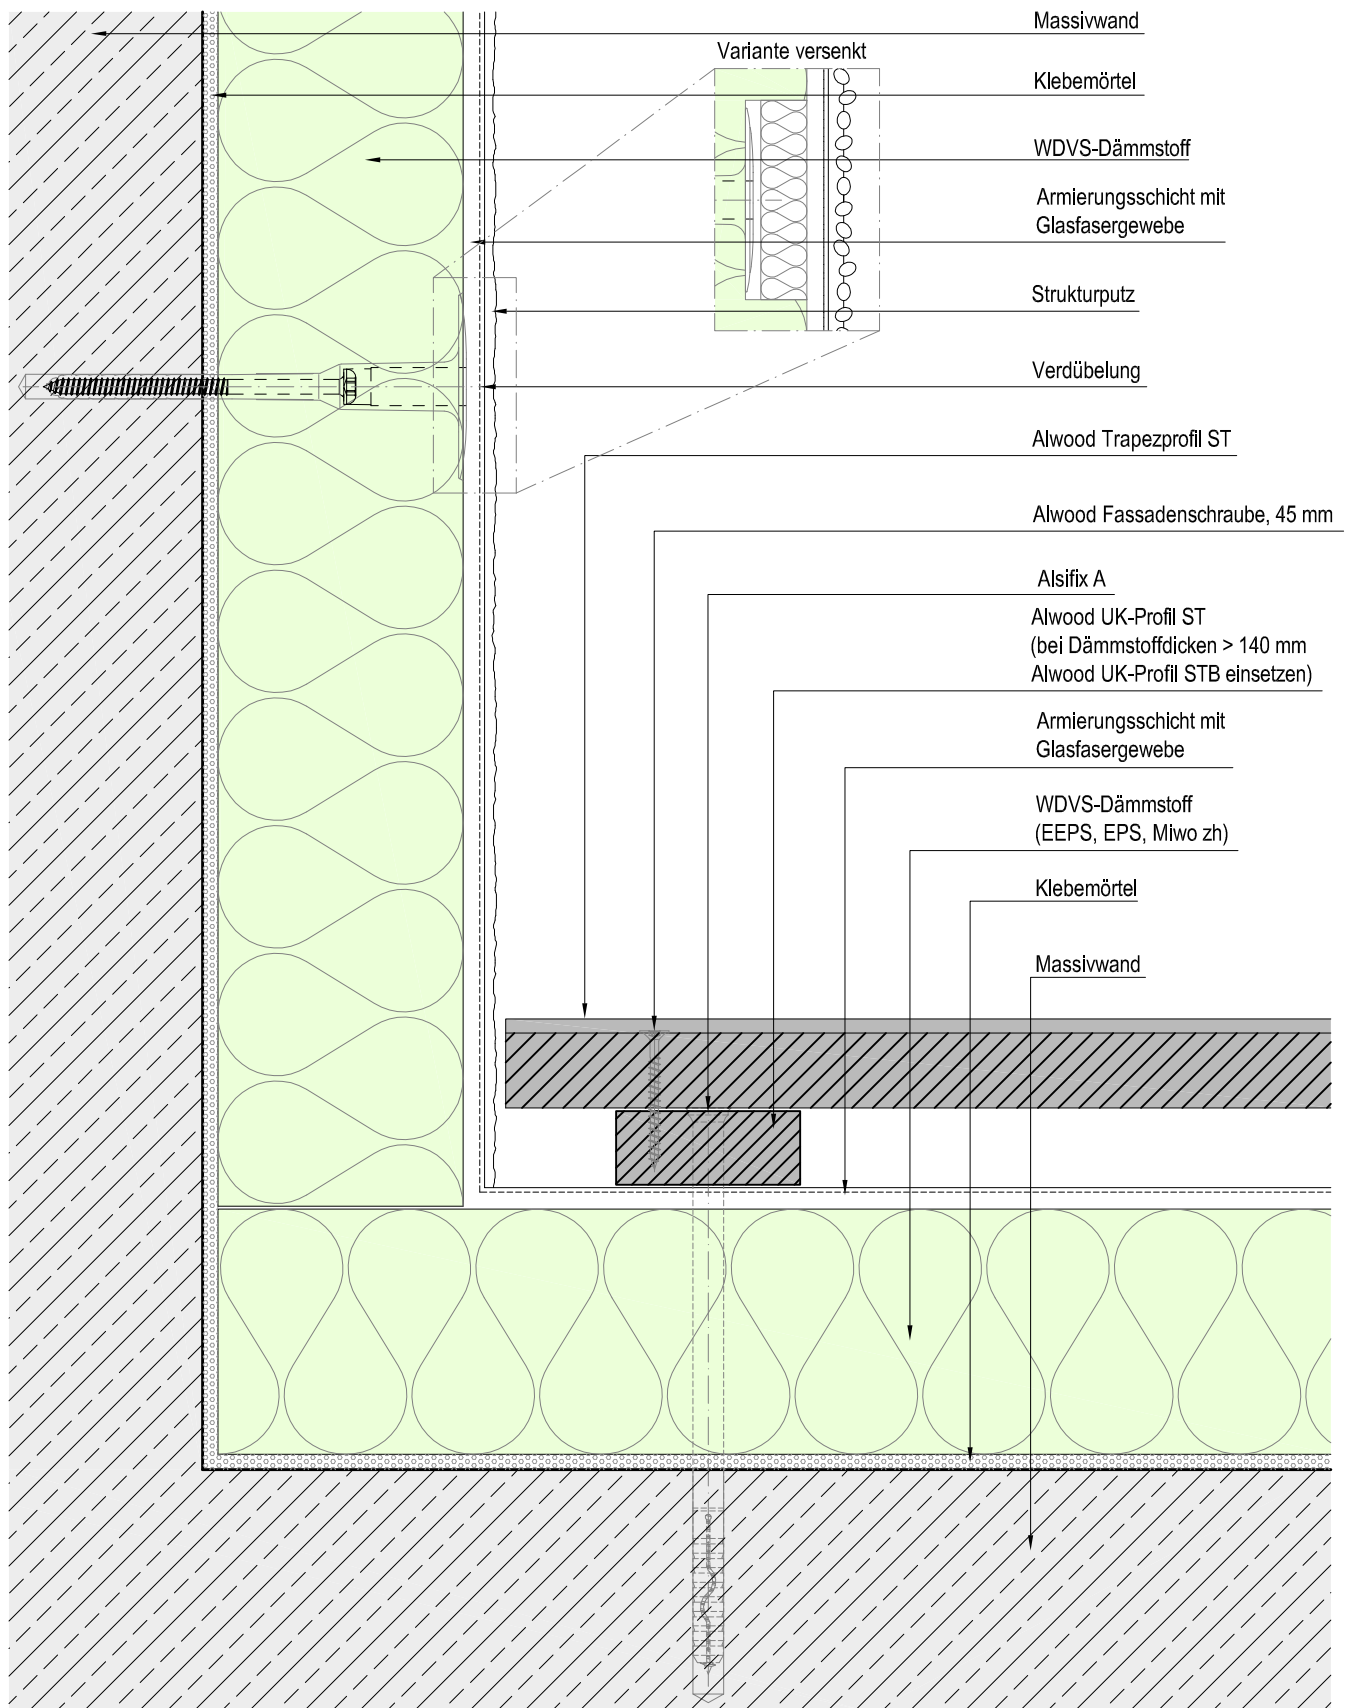 Massivwand
Variante versenkt
Klebemörtel
WDVS-Dämmstoff
Armierungsschicht mit
Glasfasergewebe
Strukturputz
Verdübelung
Alwood Trapezprofil ST
Alwood Fassadenschraube, 45 mm
Alsifix A
Alwood UK-Profil ST
(bei Dämmstoffdicken > 140 mm
Alwood UK-Profil STB einsetzen)
Armierungsschicht mit
Glasfasergewebe
WDVS-Dämmstoff
(EEPS, EPS, Miwo zh)
Klebemörtel
Massivwand